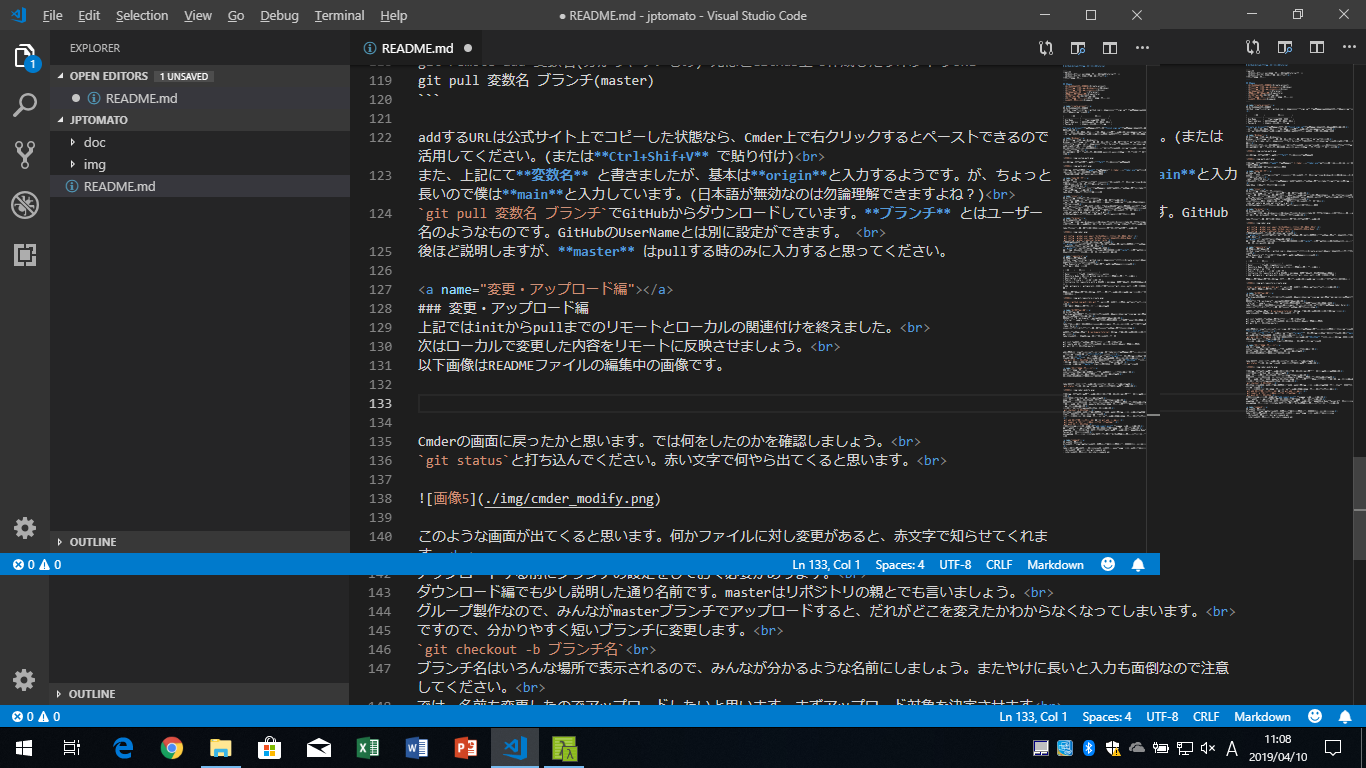 File Edit Selection View Go Debug Terminal Help
● README.md - jptomato - Visual Studio Code
EXPLORER
OPEN EDITORS 1 UNSAVED
README.md
JPTOMATO
doc
img
README.md
OUTLINE
README.md
119 git pull 変数名 ブランチ(master)
120 ```
121
122 addするURLは公式サイト上でコピーした状態なら、Cmder上で右クリックするとペーストできるので
活用してください。(または**Ctrl+Shif+V** で貼り付け)<br>
123 また、上記にて**変数名** と書きましたが、基本は**origin**と入力するようです。が、ちょっと
長いので僕は**main**と入力しています。(日本語が無効なのは勿論理解できますよね？)<br>
124 `git pull 変数名 ブランチ`でGitHubからダウンロードしています。**ブランチ** とはユーザー
名のようなものです。GitHubのUserNameとは別に設定ができます。 <br>
125 後ほど説明しますが、**master** はpullする時のみに入力すると思ってください。
126
127 <a name="変更・アップロード編"></a>
128 ### 変更・アップロード編
129 上記ではinitからpullまでのリモートとローカルの関連付けを終えました。<br>
130 次はローカルで変更した内容をリモートに反映させましょう。<br>
131 以下画像はREADMEファイルの編集中の画像です。
132
133
134
135 Cmderの画面に戻ったかと思います。では何をしたのかを確認しましょう。<br>
136 `git status`と打ち込んでください。赤い文字で何やら出てくると思います。<br>
137
138 ![画像5](./img/cmder_modify.png)
139
140 このような画面が出てくると思います。何かファイルに対し変更があると、赤文字で知らせてくれま
。(または
ain**と入力
す。GitHub
0 0 Ln 133, Col 1 Spaces: 4 UTF-8 CRLF Markdown
143 ダウンロード編でも少し説明した通り名前です。masterはリポジトリの親とでも言いましょう。<br>
144 グループ製作なので、みんながmasterブランチでアップロードすると、だれがどこを変えたかわからなくなってしまいます。<br>
145 ですので、分かりやすく短いブランチに変更します。<br>
146 `git checkout -b ブランチ名`<br>
147 ブランチ名はいろんな場所で表示されるので、みんなが分かるような名前にしましょう。またやけに長いと入力も面倒なので注意
してください。<br>
OUTLINE
0 0 Ln 133, Col 1 Spaces: 4 UTF-8 CRLF Markdown
A 11:08
2019/04/10